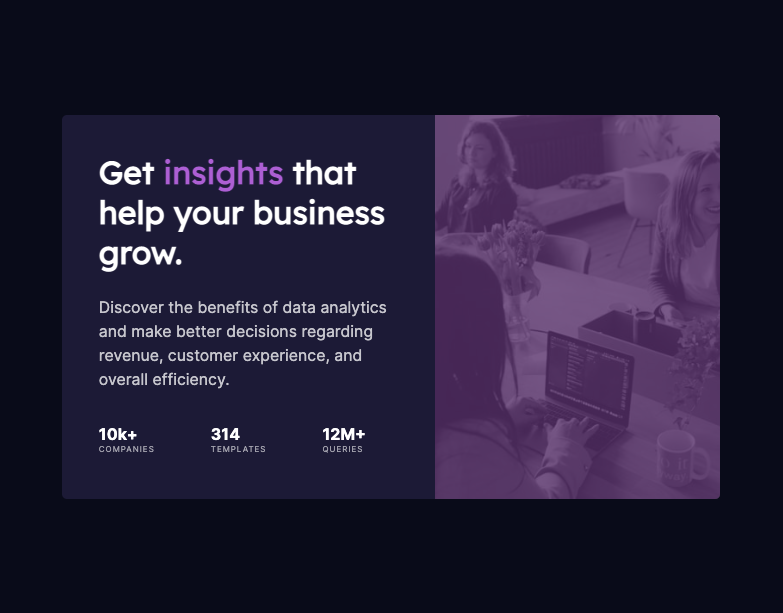 Get insights that
help your business
grow.
Discover the benefits of data analytics
and make better decisions regarding
revenue, customer experience, and
overall efficiency.
10k+ 314 12M+
COMPANIES TEMPLATES QUERIES